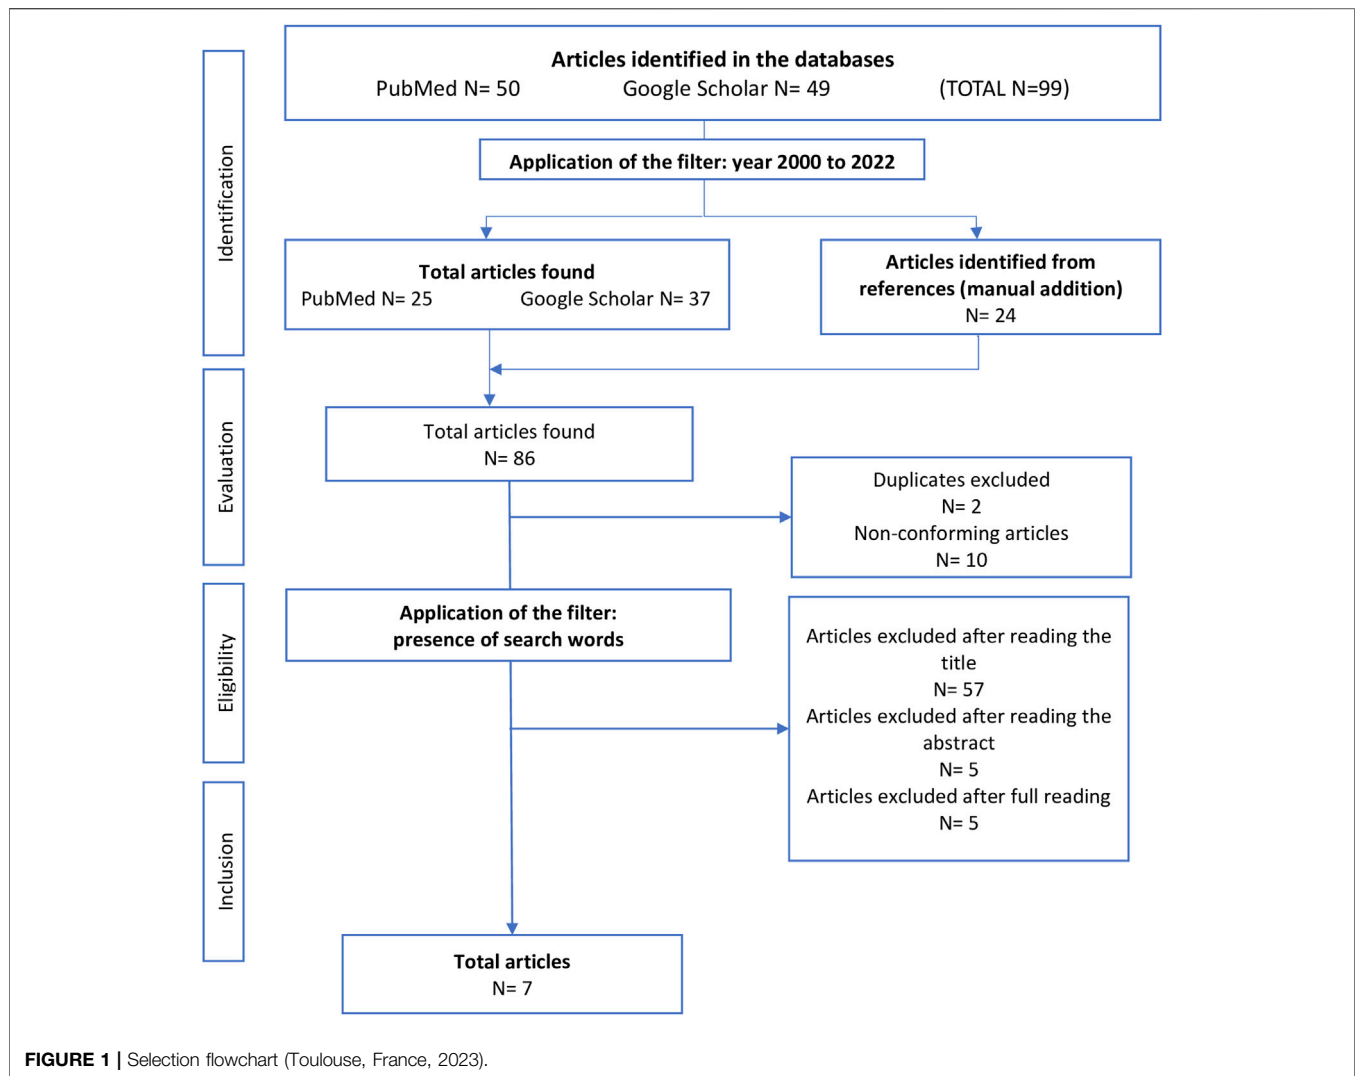 Articles identified in the databases
PubMed N= 50 Google Scholar N= 49 (TOTAL N=99)
Application of the filter: year 2000 to 2022
Identification
Total articles found
PubMed N= 25 Google Scholar N= 37
Articles identified from
references (manual addition)
N= 24
Evaluation
Total articles found
N= 86
Duplicates excluded
N= 2
Non-conforming articles
N= 10
Eligibility
Application of the filter:
presence of search words
Articles excluded after reading the
title
N= 57
Articles excluded after reading the
abstract
N= 5
Articles excluded after full reading
N= 5
Inclusion
Total articles
N= 7
FIGURE 1 | Selection flowchart (Toulouse, France, 2023).